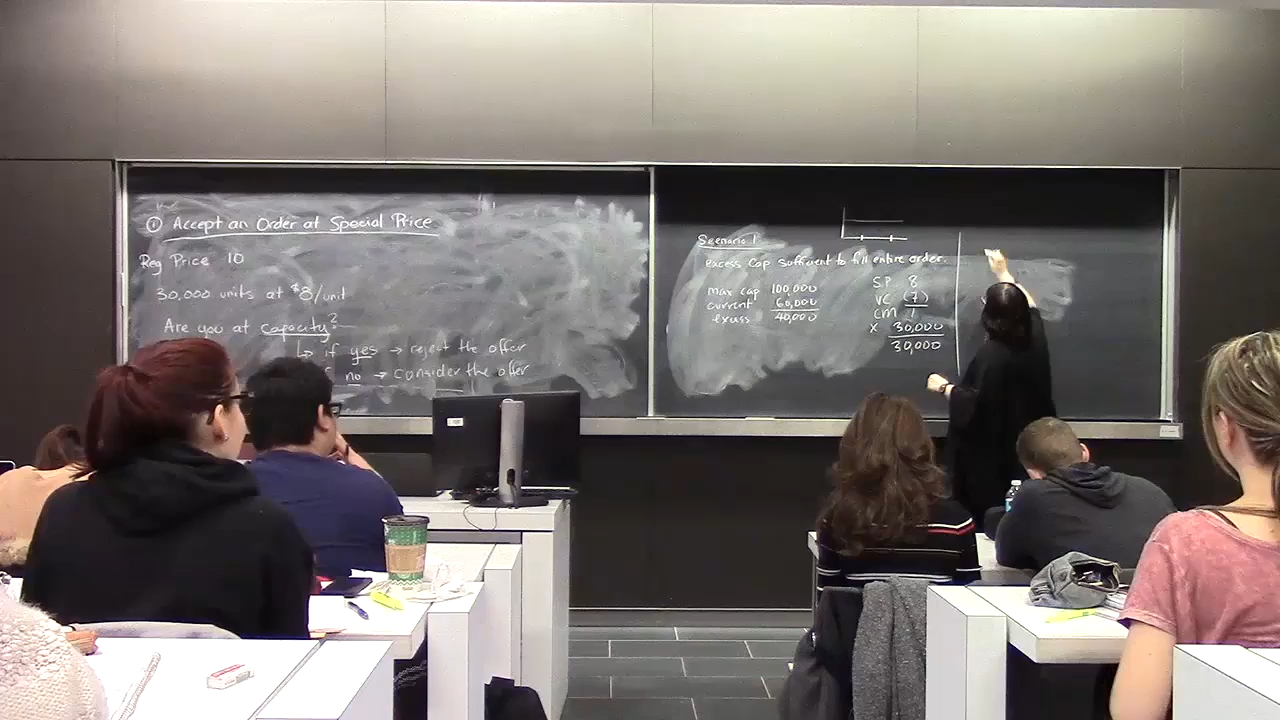 ① Accept an Order at Special Price
Reg Price 10
30,000 units at $8/unit
Are you at capacity?
↳ if yes → reject the offer
no → consider the offer
Scenario 1
excess cap sufficient to fill entire order.
max cap 100,000
current 60,000
excess 40,000
SP 8
VC (7)
CM 1
x 30,000
30,000